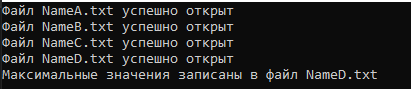 Файл NameA.txt успешно открыт
Файл NameB.txt успешно открыт
Файл NameC.txt успешно открыт
Файл NameD.txt успешно открыт
Максимальные значения записаны в файл NameD.txt